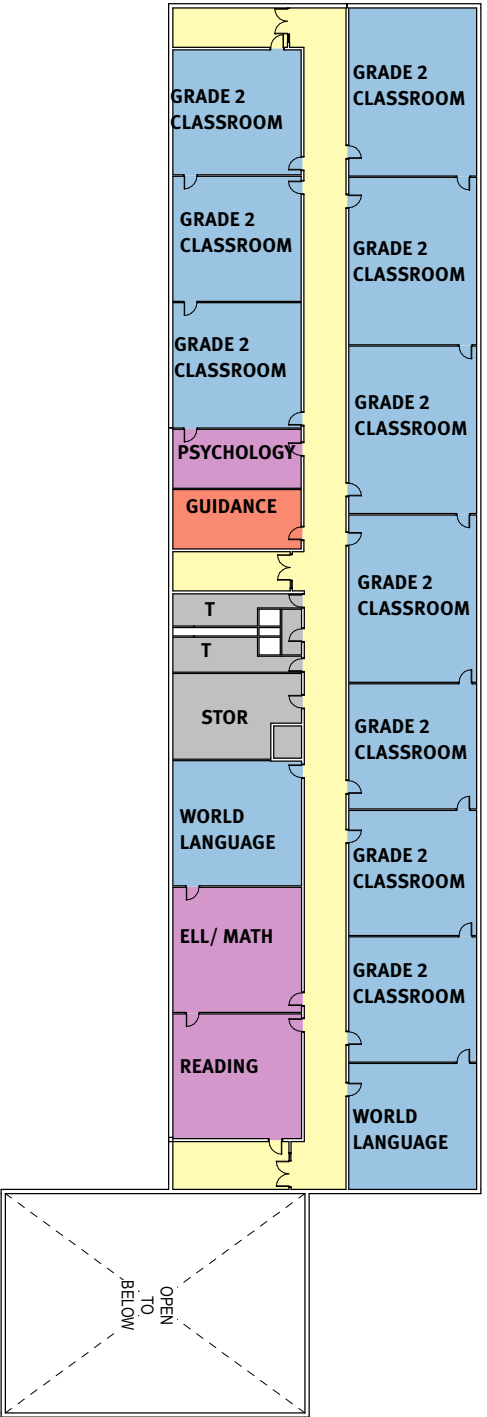 GRADE 2
CLASSROOM
GRADE 2
CLASSROOM
GRADE 2
CLASSROOM
PSYCHOLOGY
GUIDANCE
T
T
STOR
WORLD
LANGUAGE
ELL/ MATH
READING
GRADE 2
CLASSROOM
GRADE 2
CLASSROOM
GRADE 2
CLASSROOM
GRADE 2
CLASSROOM
GRADE 2
CLASSROOM
GRADE 2
CLASSROOM
GRADE 2
CLASSROOM
WORLD
LANGUAGE
OPEN
TO
BELOW